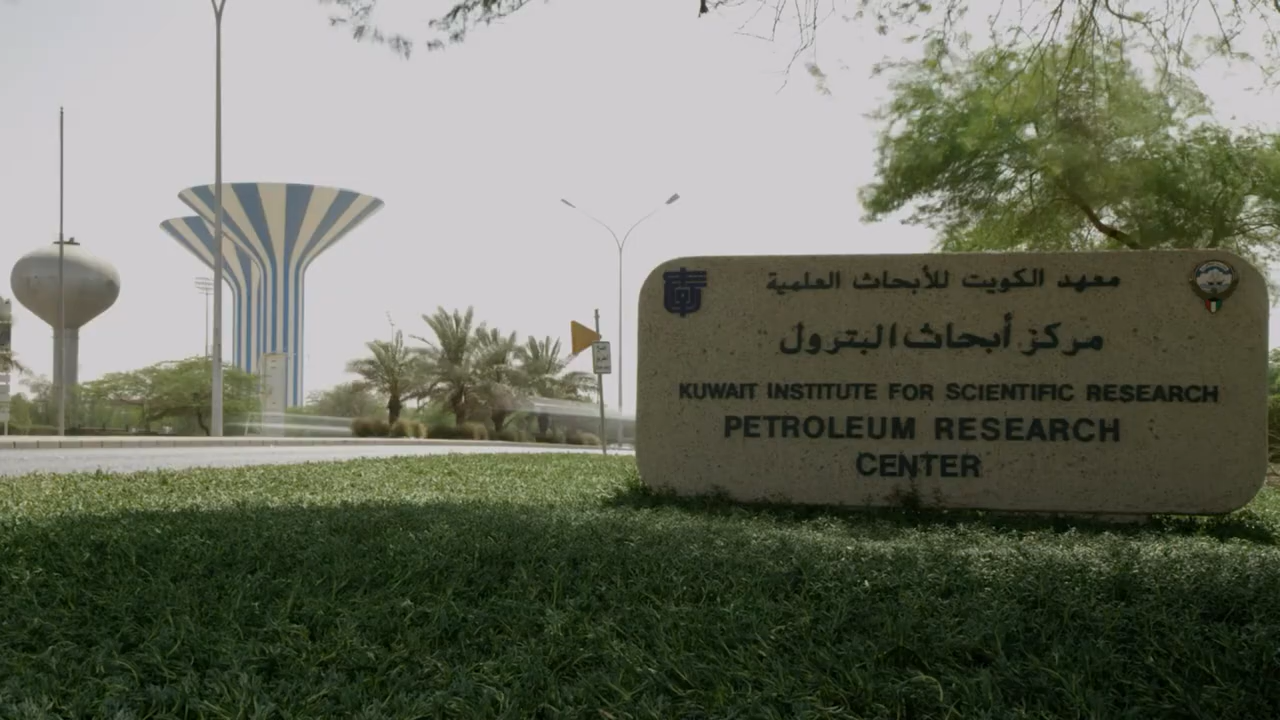 معهد الكويت للأبحاث العلمية
مركز أبحاث البترول
KUWAIT INSTITUTE FOR SCIENTIFIC RESEARCH
PETROLEUM RESEARCH
CENTER